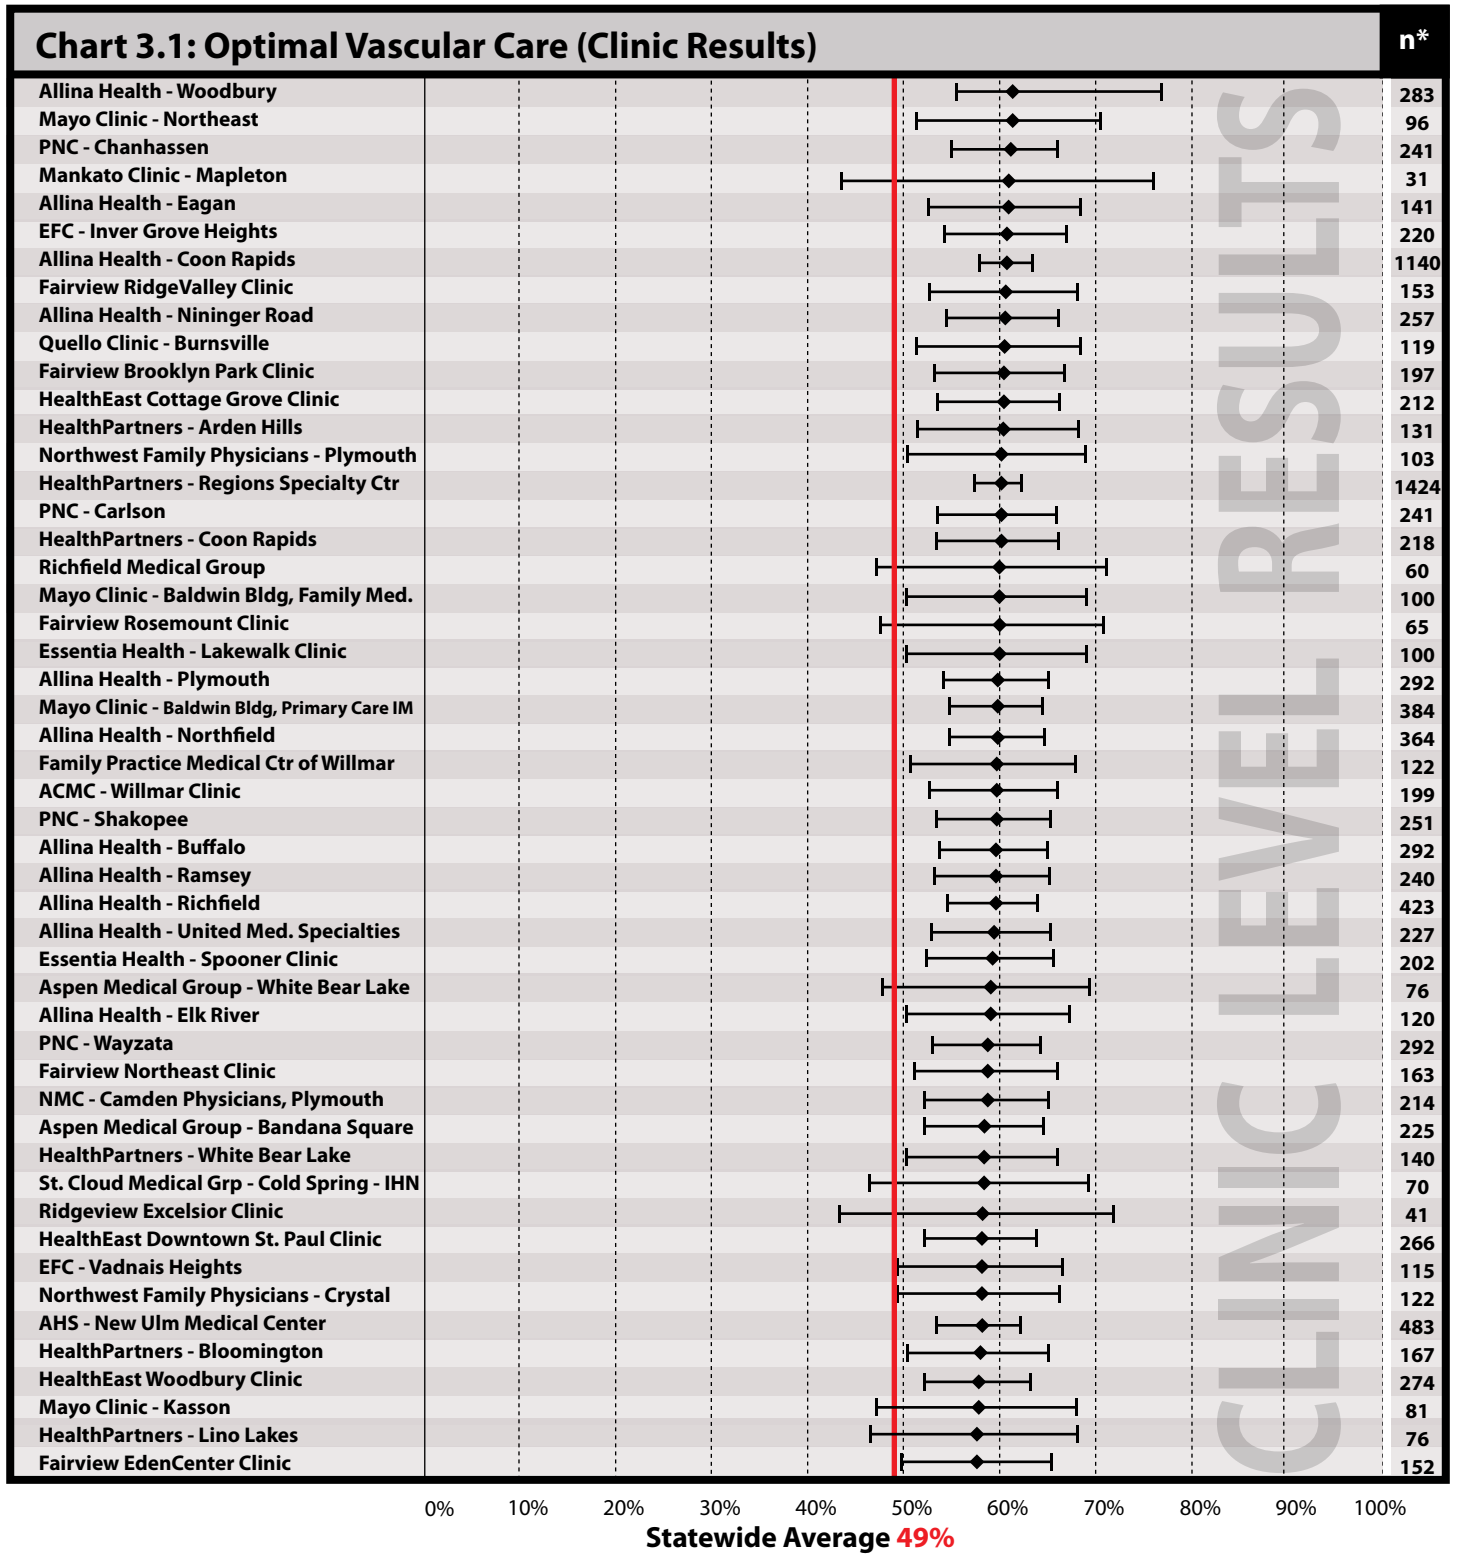 Chart 3.1: Optimal Vascular Care (Clinic Results) n*
Allina Health - Woodbury 283
Mayo Clinic - Northeast 96
PNC - Chanhassen 241
Mankato Clinic - Mapleton 31
Allina Health - Eagan 141
EFC - Inver Grove Heights 220
Allina Health - Coon Rapids 1140
Fairview RidgeValley Clinic 153
Allina Health - Nininger Road 257
Quello Clinic - Burnsville 119
Fairview Brooklyn Park Clinic 197
HealthEast Cottage Grove Clinic 212
HealthPartners - Arden Hills 131
Northwest Family Physicians - Plymouth 103
HealthPartners - Regions Specialty Ctr 1424
PNC - Carlson 241
HealthPartners - Coon Rapids 218
Richfield Medical Group 60
Mayo Clinic - Baldwin Bldg, Family Med. 100
Fairview Rosemount Clinic 65
Essentia Health - Lakewalk Clinic 100
Allina Health - Plymouth 292
Mayo Clinic - Baldwin Bldg, Primary Care IM 384
Allina Health - Northfield 364
Family Practice Medical Ctr of Willmar 122
ACMC - Willmar Clinic 199
PNC - Shakopee 251
Allina Health - Buffalo 292
Allina Health - Ramsey 240
Allina Health - Richfield 423
Allina Health - United Med. Specialties 227
Essentia Health - Spooner Clinic 202
Aspen Medical Group - White Bear Lake 76
Allina Health - Elk River 120
PNC - Wayzata 292
Fairview Northeast Clinic 163
NMC - Camden Physicians, Plymouth 214
Aspen Medical Group - Bandana Square 225
HealthPartners - White Bear Lake 140
St. Cloud Medical Grp - Cold Spring - IHN 70
Ridgeview Excelsior Clinic 41
HealthEast Downtown St. Paul Clinic 266
EFC - Vadnais Heights 115
Northwest Family Physicians - Crystal 122
AHS - New Ulm Medical Center 483
HealthPartners - Bloomington 167
HealthEast Woodbury Clinic 274
Mayo Clinic - Kasson 81
HealthPartners - Lino Lakes 76
Fairview EdenCenter Clinic 152
CLINIC LEVEL RESULTS
0% 10% 20% 30% 40% 50% 60% 70% 80% 90% 100%
Statewide Average 49%